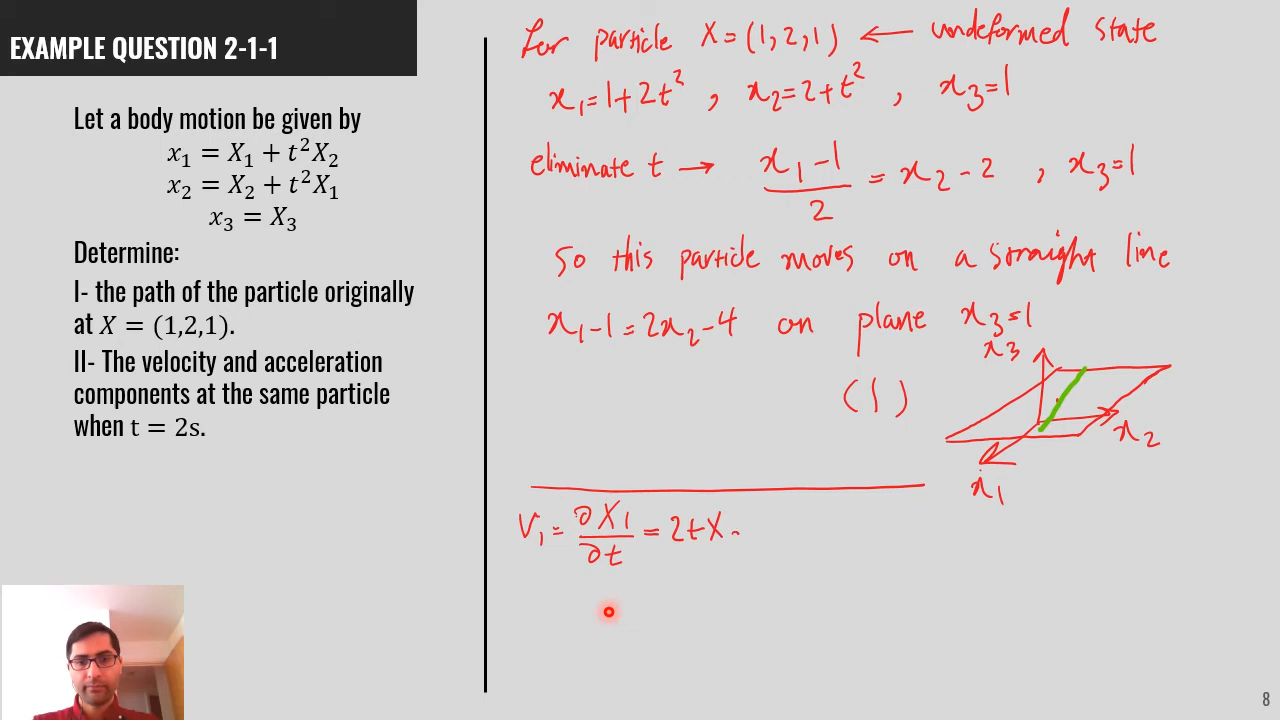 EXAMPLE QUESTION 2-1-1
Let a body motion be given by
x₁ = X₁ + t²X₂
x₂ = X₂ + t²X₁
x₃ = X₃
Determine:
I- the path of the particle originally
at X = (1,2,1).
II- The velocity and acceleration
components at the same particle
when t = 2s.
For particle X = (1, 2, 1) ← undeformed state
x₁ = 1 + 2t² , x₂ = 2 + t² , x₃ = 1
eliminate t → (x₁ - 1)/2 = x₂ - 2 , x₃ = 1
So this particle moves on a straight line
x₁ - 1 = 2x₂ - 4 on plane x₃ = 1
x₃
(1)
x₂
x₁
V₁ = ∂X₁/∂t = 2tX
8